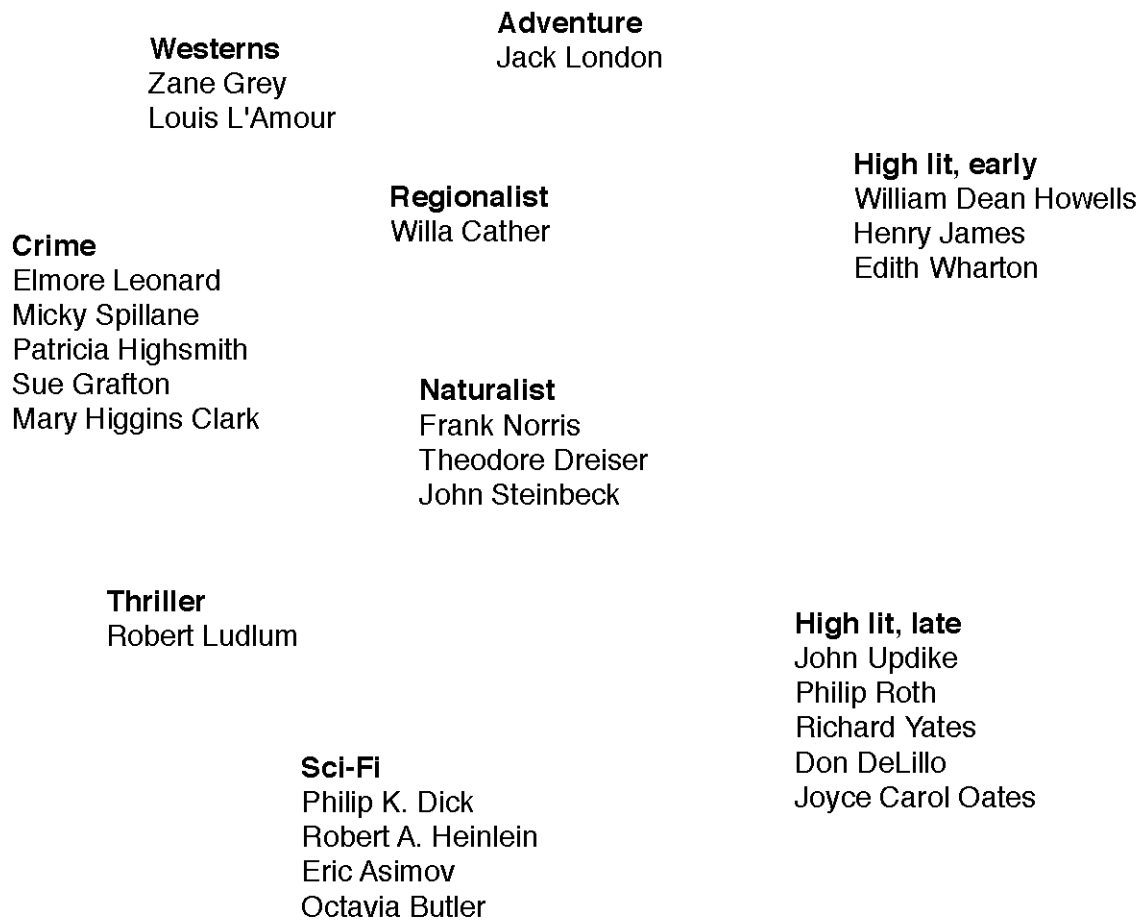 Adventure
Jack London
Westerns
Zane Grey
Louis L'Amour
High lit, early
William Dean Howells
Henry James
Edith Wharton
Regionalist
Willa Cather
Crime
Elmore Leonard
Micky Spillane
Patricia Highsmith
Sue Grafton
Mary Higgins Clark
Naturalist
Frank Norris
Theodore Dreiser
John Steinbeck
Thriller
Robert Ludlum
High lit, late
John Updike
Philip Roth
Richard Yates
Don DeLillo
Joyce Carol Oates
Sci-Fi
Philip K. Dick
Robert A. Heinlein
Eric Asimov
Octavia Butler